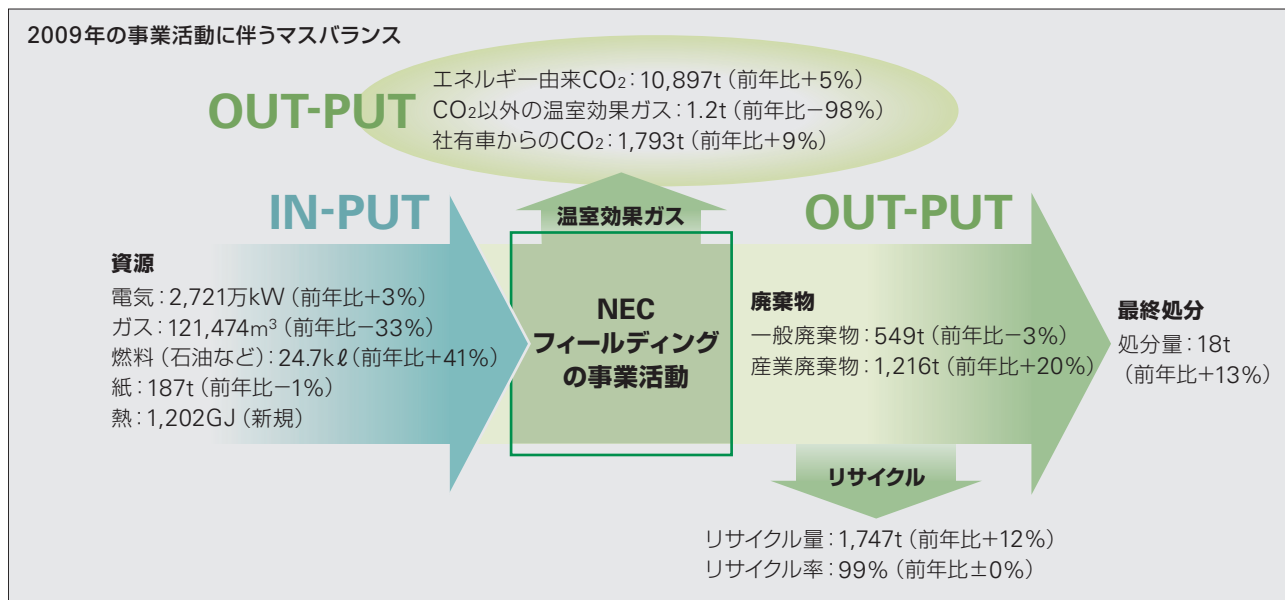 2009年の事業活動に伴うマスバランス
OUT-PUT
エネルギー由来CO2：10,897t（前年比+5%）
CO2以外の温室効果ガス：1.2t（前年比−98%）
社有車からのCO2：1,793t（前年比+9%）
温室効果ガス
IN-PUT
資源
電気：2,721万kW（前年比+3%）
ガス：121,474m³（前年比−33%）
燃料（石油など）：24.7kℓ（前年比+41%）
紙：187t（前年比−1%）
熱：1,202GJ（新規）
NEC
フィールディング
の事業活動
OUT-PUT
廃棄物
一般廃棄物：549t（前年比−3%）
産業廃棄物：1,216t（前年比+20%）
最終処分
処分量：18t
（前年比+13%）
リサイクル
リサイクル量：1,747t（前年比+12%）
リサイクル率：99%（前年比±0%）